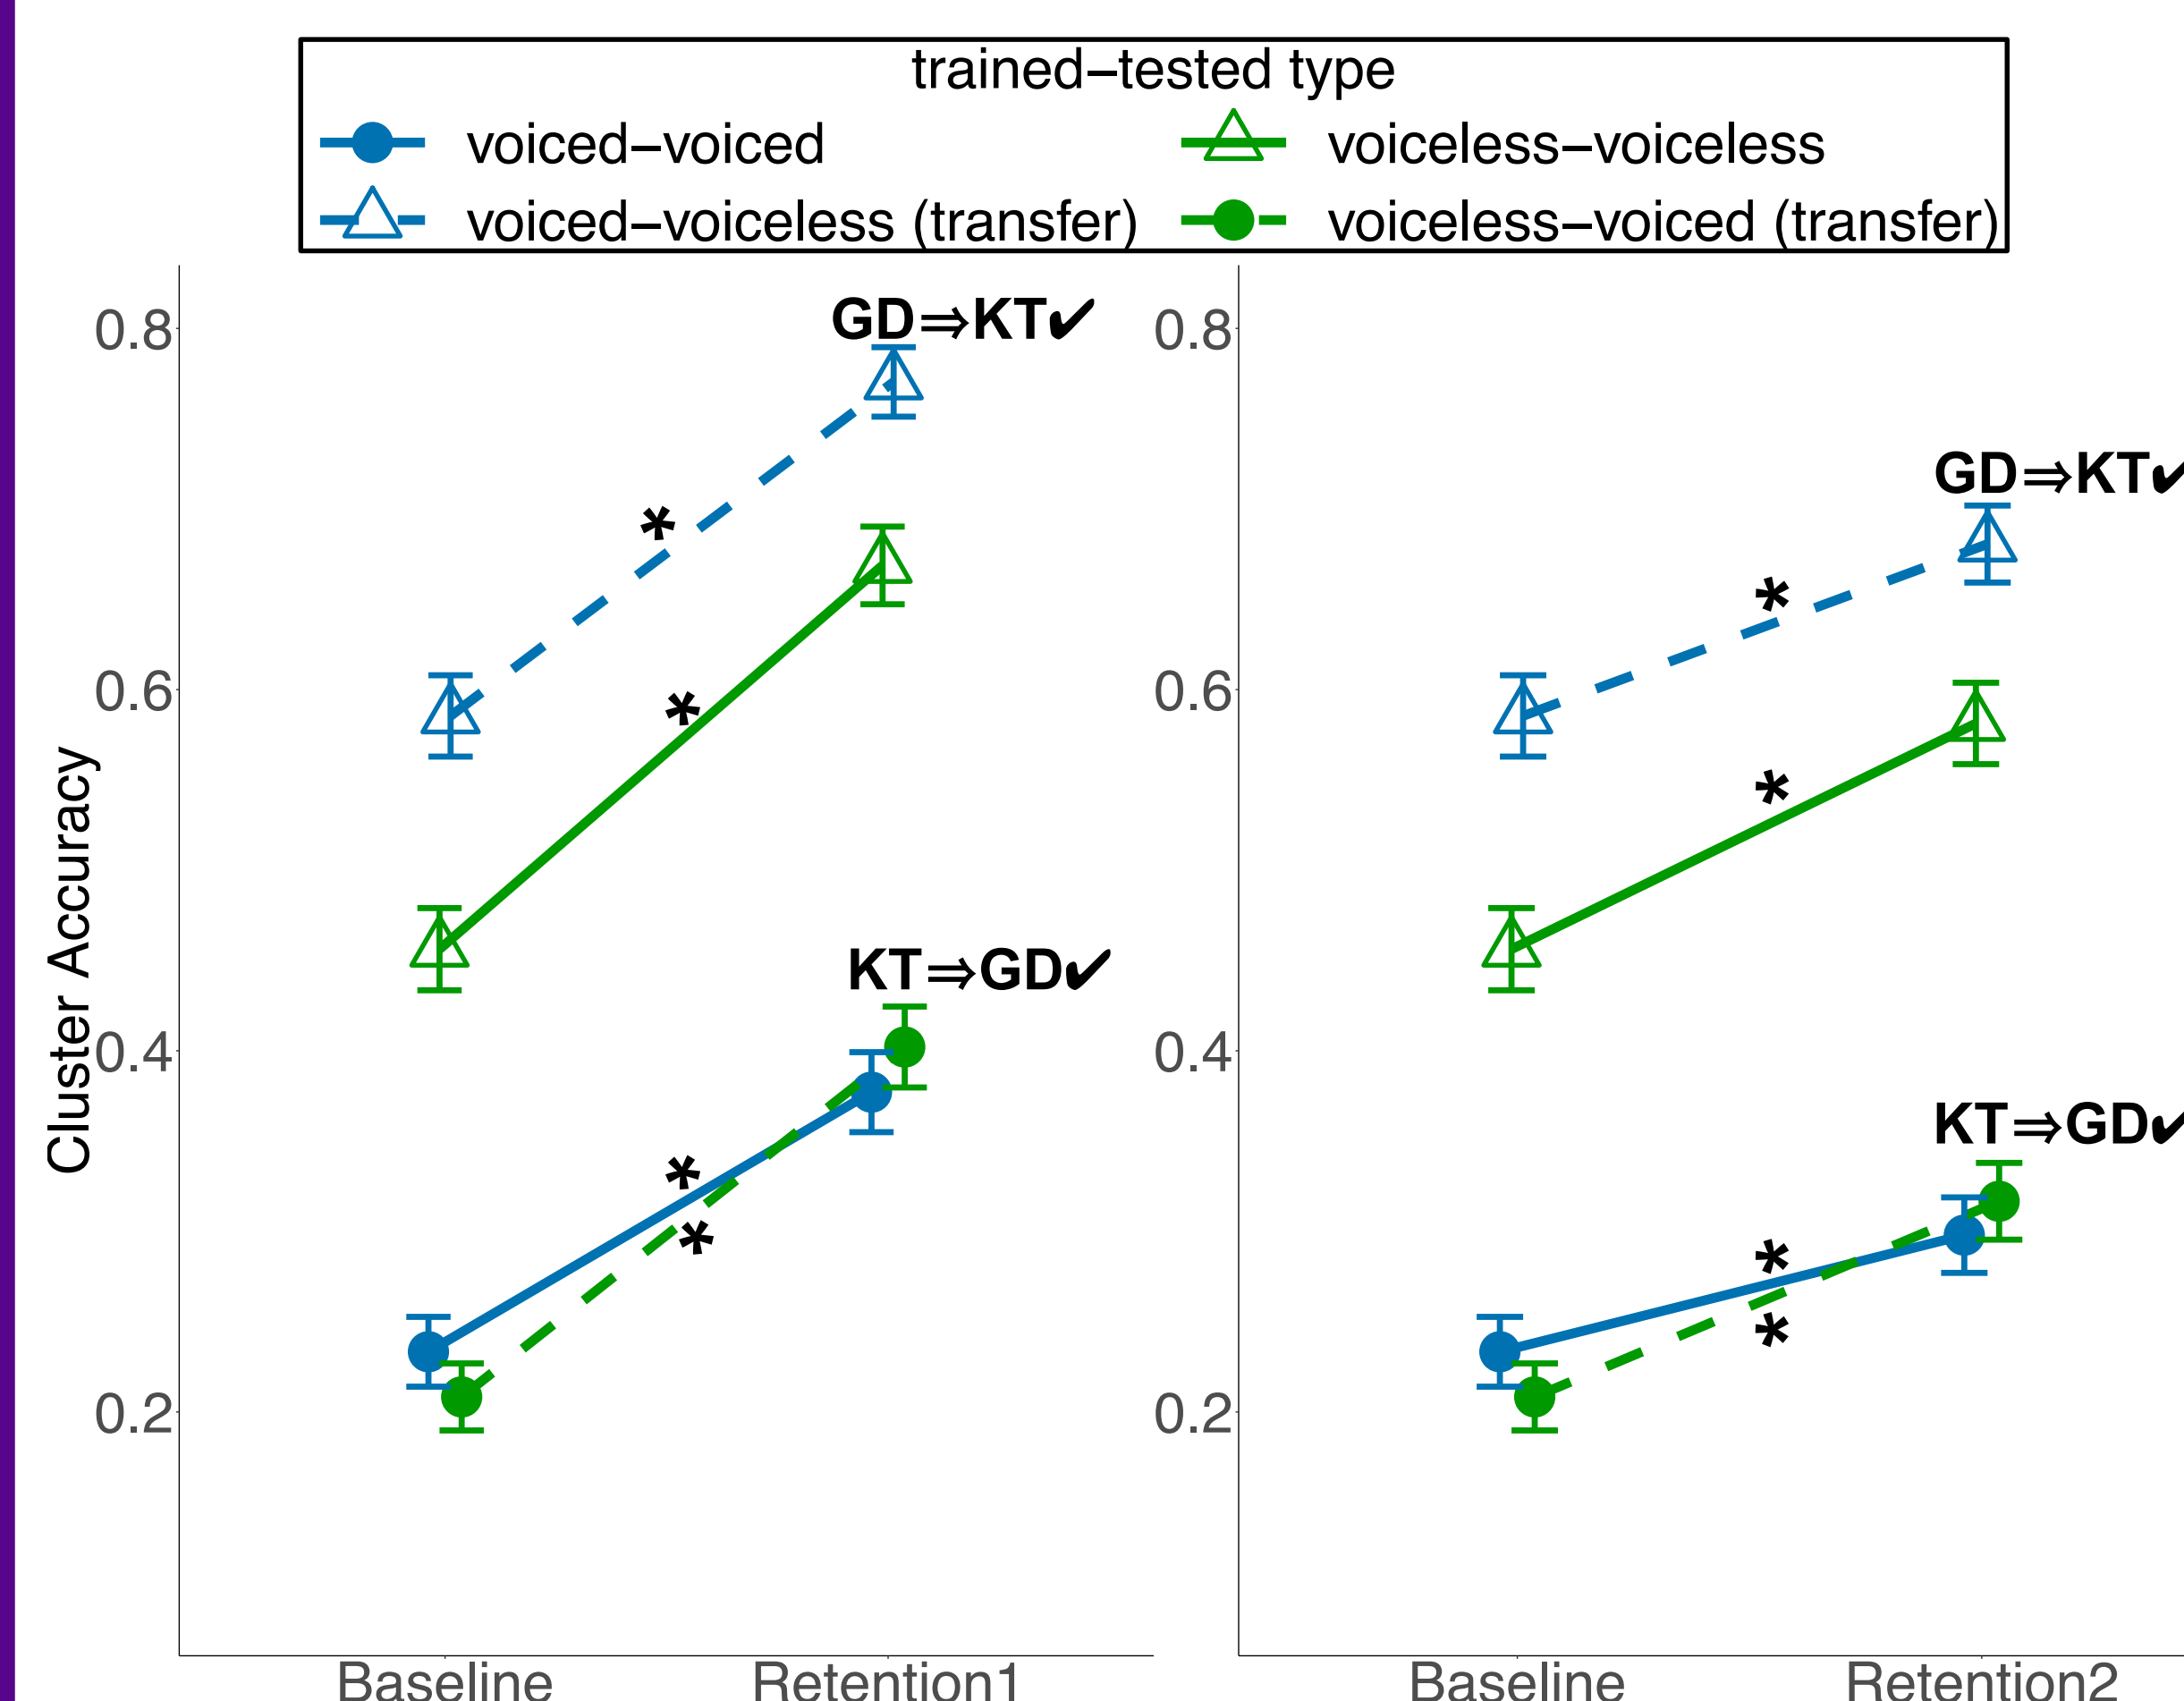 trained−tested type
voiced−voiced
voiceless−voiceless
voiced−voiceless (transfer)
voiceless−voiced (transfer)
Cluster Accuracy
0.8
0.6
0.4
0.2
GD⇒KT✔
*
*
KT⇒GD✔
*
*
Baseline
Retention1
0.8
0.6
0.4
0.2
GD⇒KT✔
*
*
KT⇒GD✔
*
*
Baseline
Retention2